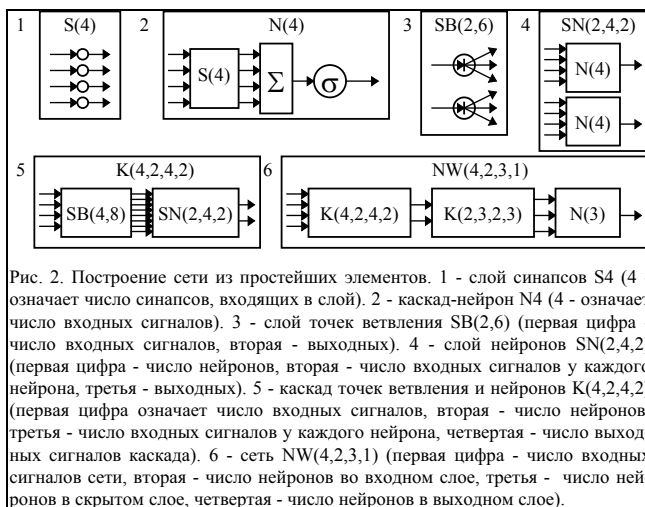 1 S(4) 2 N(4) 3 SB(2,6) 4 SN(2,4,2)
S(4) Σ σ N(4)
N(4)
5 K(4,2,4,2) 6 NW(4,2,3,1)
SB(4,8) SN(2,4,2) K(4,2,4,2) K(2,3,2,3) N(3)
Рис. 2. Построение сети из простейших элементов. 1 - слой синапсов S4 (4 -
означает число синапсов, входящих в слой). 2 - каскад-нейрон N4 (4 - означает
число входных сигналов). 3 - слой точек ветвления SB(2,6) (первая цифра -
число входных сигналов, вторая - выходных). 4 - слой нейронов SN(2,4,2)
(первая цифра - число нейронов, вторая - число входных сигналов у каждого
нейрона, третья - выходных). 5 - каскад точек ветвления и нейронов K(4,2,4,2)
(первая цифра означает число входных сигналов, вторая - число нейронов,
третья - число входных сигналов у каждого нейрона, четвертая - число выход-
ных сигналов каскада). 6 - сеть NW(4,2,3,1) (первая цифра - число входных
сигналов сети, вторая - число нейронов во входном слое, третья - число ней-
ронов в скрытом слое, четвертая - число нейронов в выходном слое).